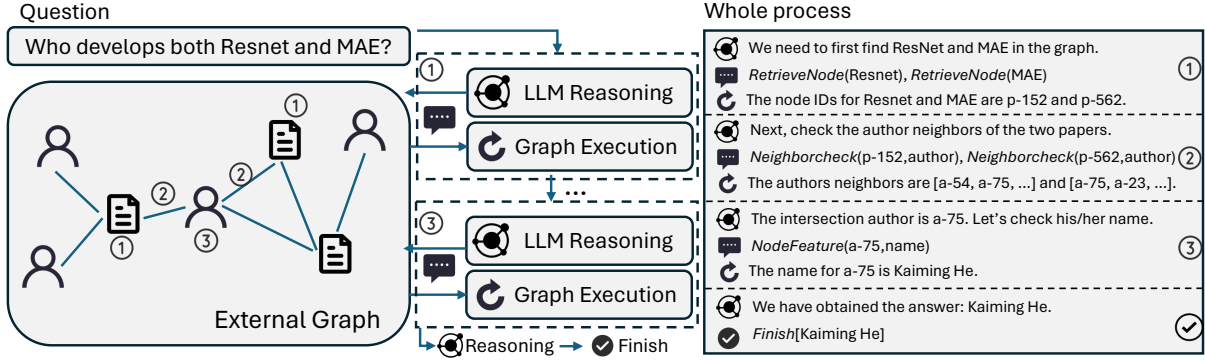 Question
Who develops both Resnet and MAE?
1
2
2
1
3
External Graph
1
LLM Reasoning
Graph Execution
...
3
LLM Reasoning
Graph Execution
Reasoning
Finish
Whole process
We need to first find ResNet and MAE in the graph.
RetrieveNode(Resnet), RetrieveNode(MAE)
1
The node IDs for Resnet and MAE are p-152 and p-562.
Next, check the author neighbors of the two papers.
Neighborcheck(p-152,author), Neighborcheck(p-562,author)
2
The authors neighbors are [a-54, a-75, ...] and [a-75, a-23, ...].
The intersection author is a-75. Let's check his/her name.
NodeFeature(a-75,name)
3
The name for a-75 is Kaiming He.
We have obtained the answer: Kaiming He.
Finish[Kaiming He]